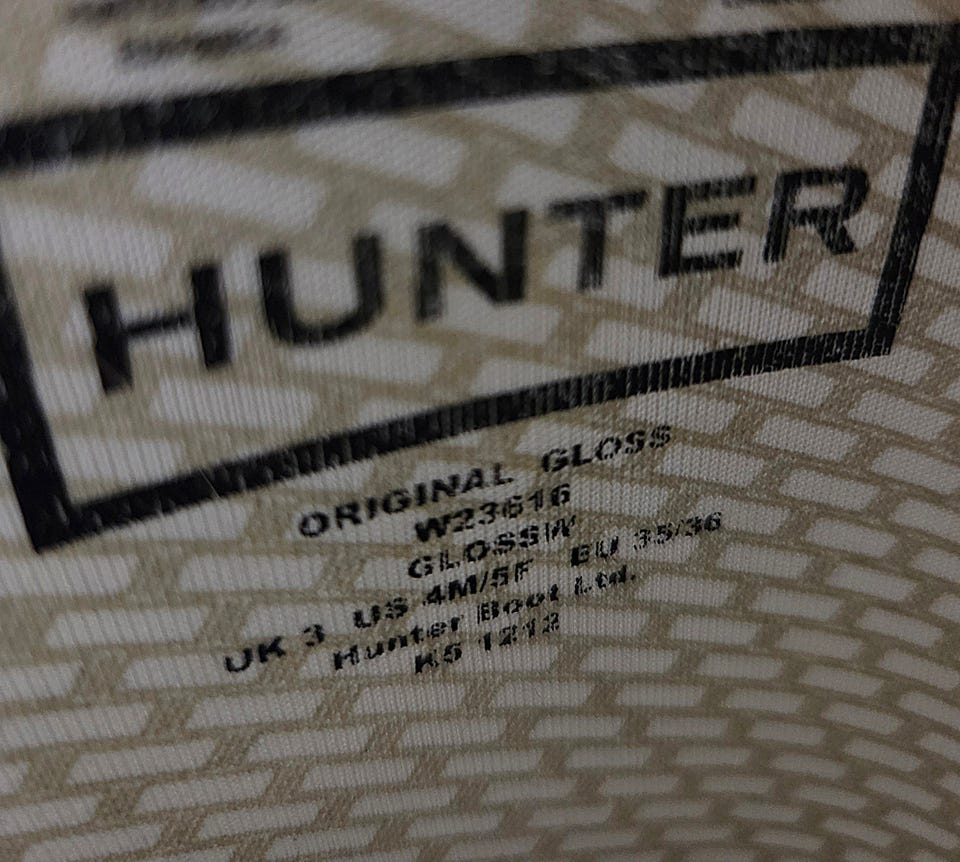 HUNTER
ORIGINAL GLOSS
W23616
GLOSSW
UK 3 US 4M/5F EU 35/36
Hunter Boot Ltd.
K5 1212